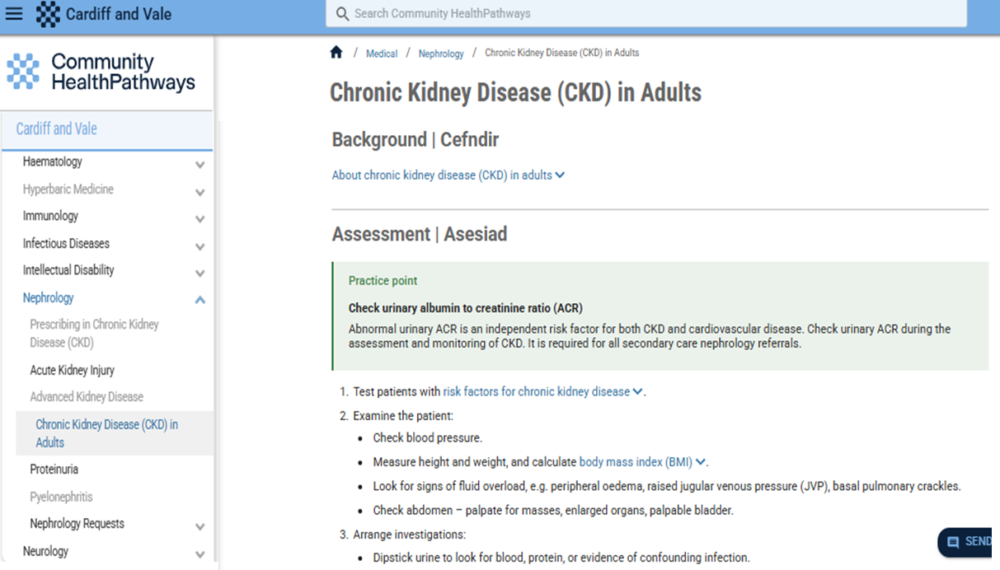 Cardiff and Vale
Search Community HealthPathways
Community
HealthPathways
Cardiff and Vale
Haematology
Hyperbaric Medicine
Immunology
Infectious Diseases
Intellectual Disability
Nephrology
Prescribing in Chronic Kidney
Disease (CKD)
Acute Kidney Injury
Advanced Kidney Disease
Chronic Kidney Disease (CKD) in
Adults
Proteinuria
Pyelonephritis
Nephrology Requests
Neurology
/ Medical / Nephrology / Chronic Kidney Disease (CKD) in Adults
Chronic Kidney Disease (CKD) in Adults
Background | Cefndir
About chronic kidney disease (CKD) in adults
Assessment | Asesiad
Practice point
Check urinary albumin to creatinine ratio (ACR)
Abnormal urinary ACR is an independent risk factor for both CKD and cardiovascular disease. Check urinary ACR during the
assessment and monitoring of CKD. It is required for all secondary care nephrology referrals.
1. Test patients with risk factors for chronic kidney disease.
2. Examine the patient:
• Check blood pressure.
• Measure height and weight, and calculate body mass index (BMI).
• Look for signs of fluid overload, e.g. peripheral oedema, raised jugular venous pressure (JVP), basal pulmonary crackles.
• Check abdomen – palpate for masses, enlarged organs, palpable bladder.
3. Arrange investigations:
• Dipstick urine to look for blood, protein, or evidence of confounding infection.
SEND